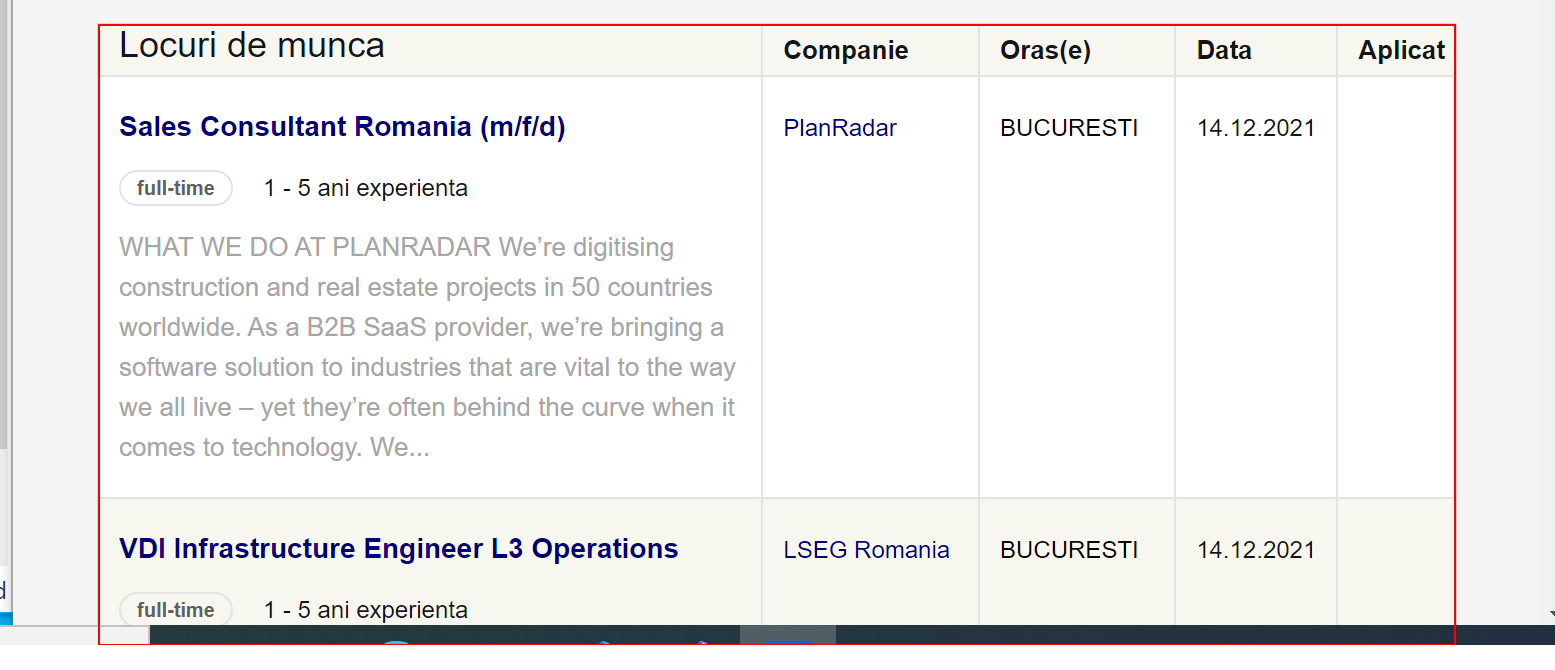 Locuri de munca Companie Oras(e) Data Aplicat
Sales Consultant Romania (m/f/d) PlanRadar BUCURESTI 14.12.2021
full-time 1 - 5 ani experienta
WHAT WE DO AT PLANRADAR We’re digitising
construction and real estate projects in 50 countries
worldwide. As a B2B SaaS provider, we’re bringing a
software solution to industries that are vital to the way
we all live – yet they’re often behind the curve when it
comes to technology. We...
VDI Infrastructure Engineer L3 Operations LSEG Romania BUCURESTI 14.12.2021
full-time 1 - 5 ani experienta